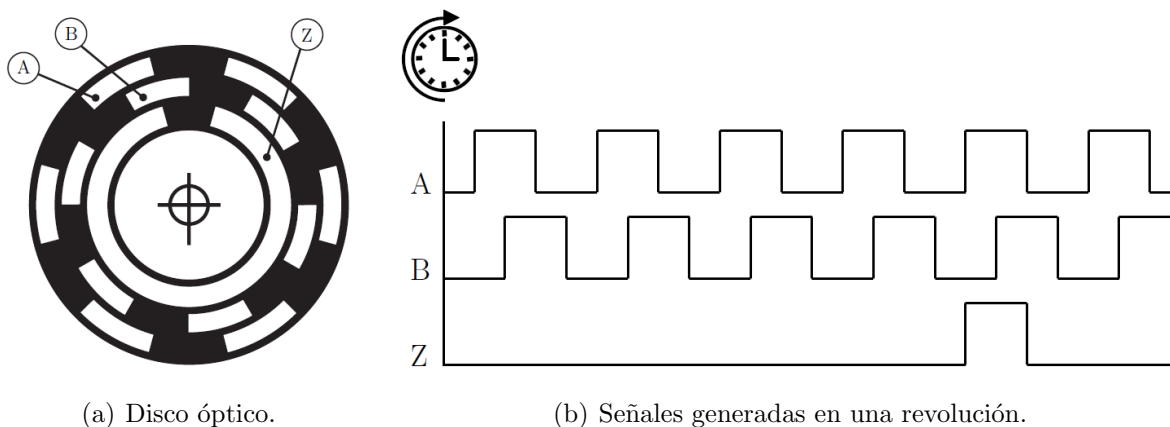 B
Z
A
A
B
Z
(a) Disco óptico.
(b) Señales generadas en una revolución.